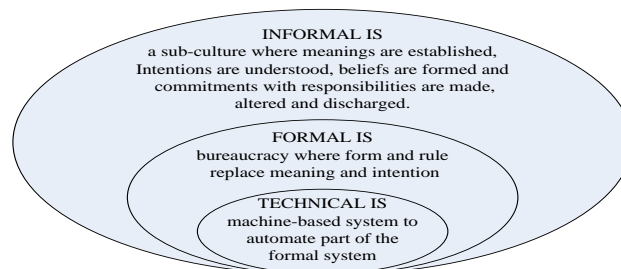 INFORMAL IS
a sub-culture where meanings are established,
Intentions are understood, beliefs are formed and
commitments with responsibilities are made,
altered and discharged.
FORMAL IS
bureaucracy where form and rule
replace meaning and intention
TECHNICAL IS
machine-based system to
automate part of the
formal system